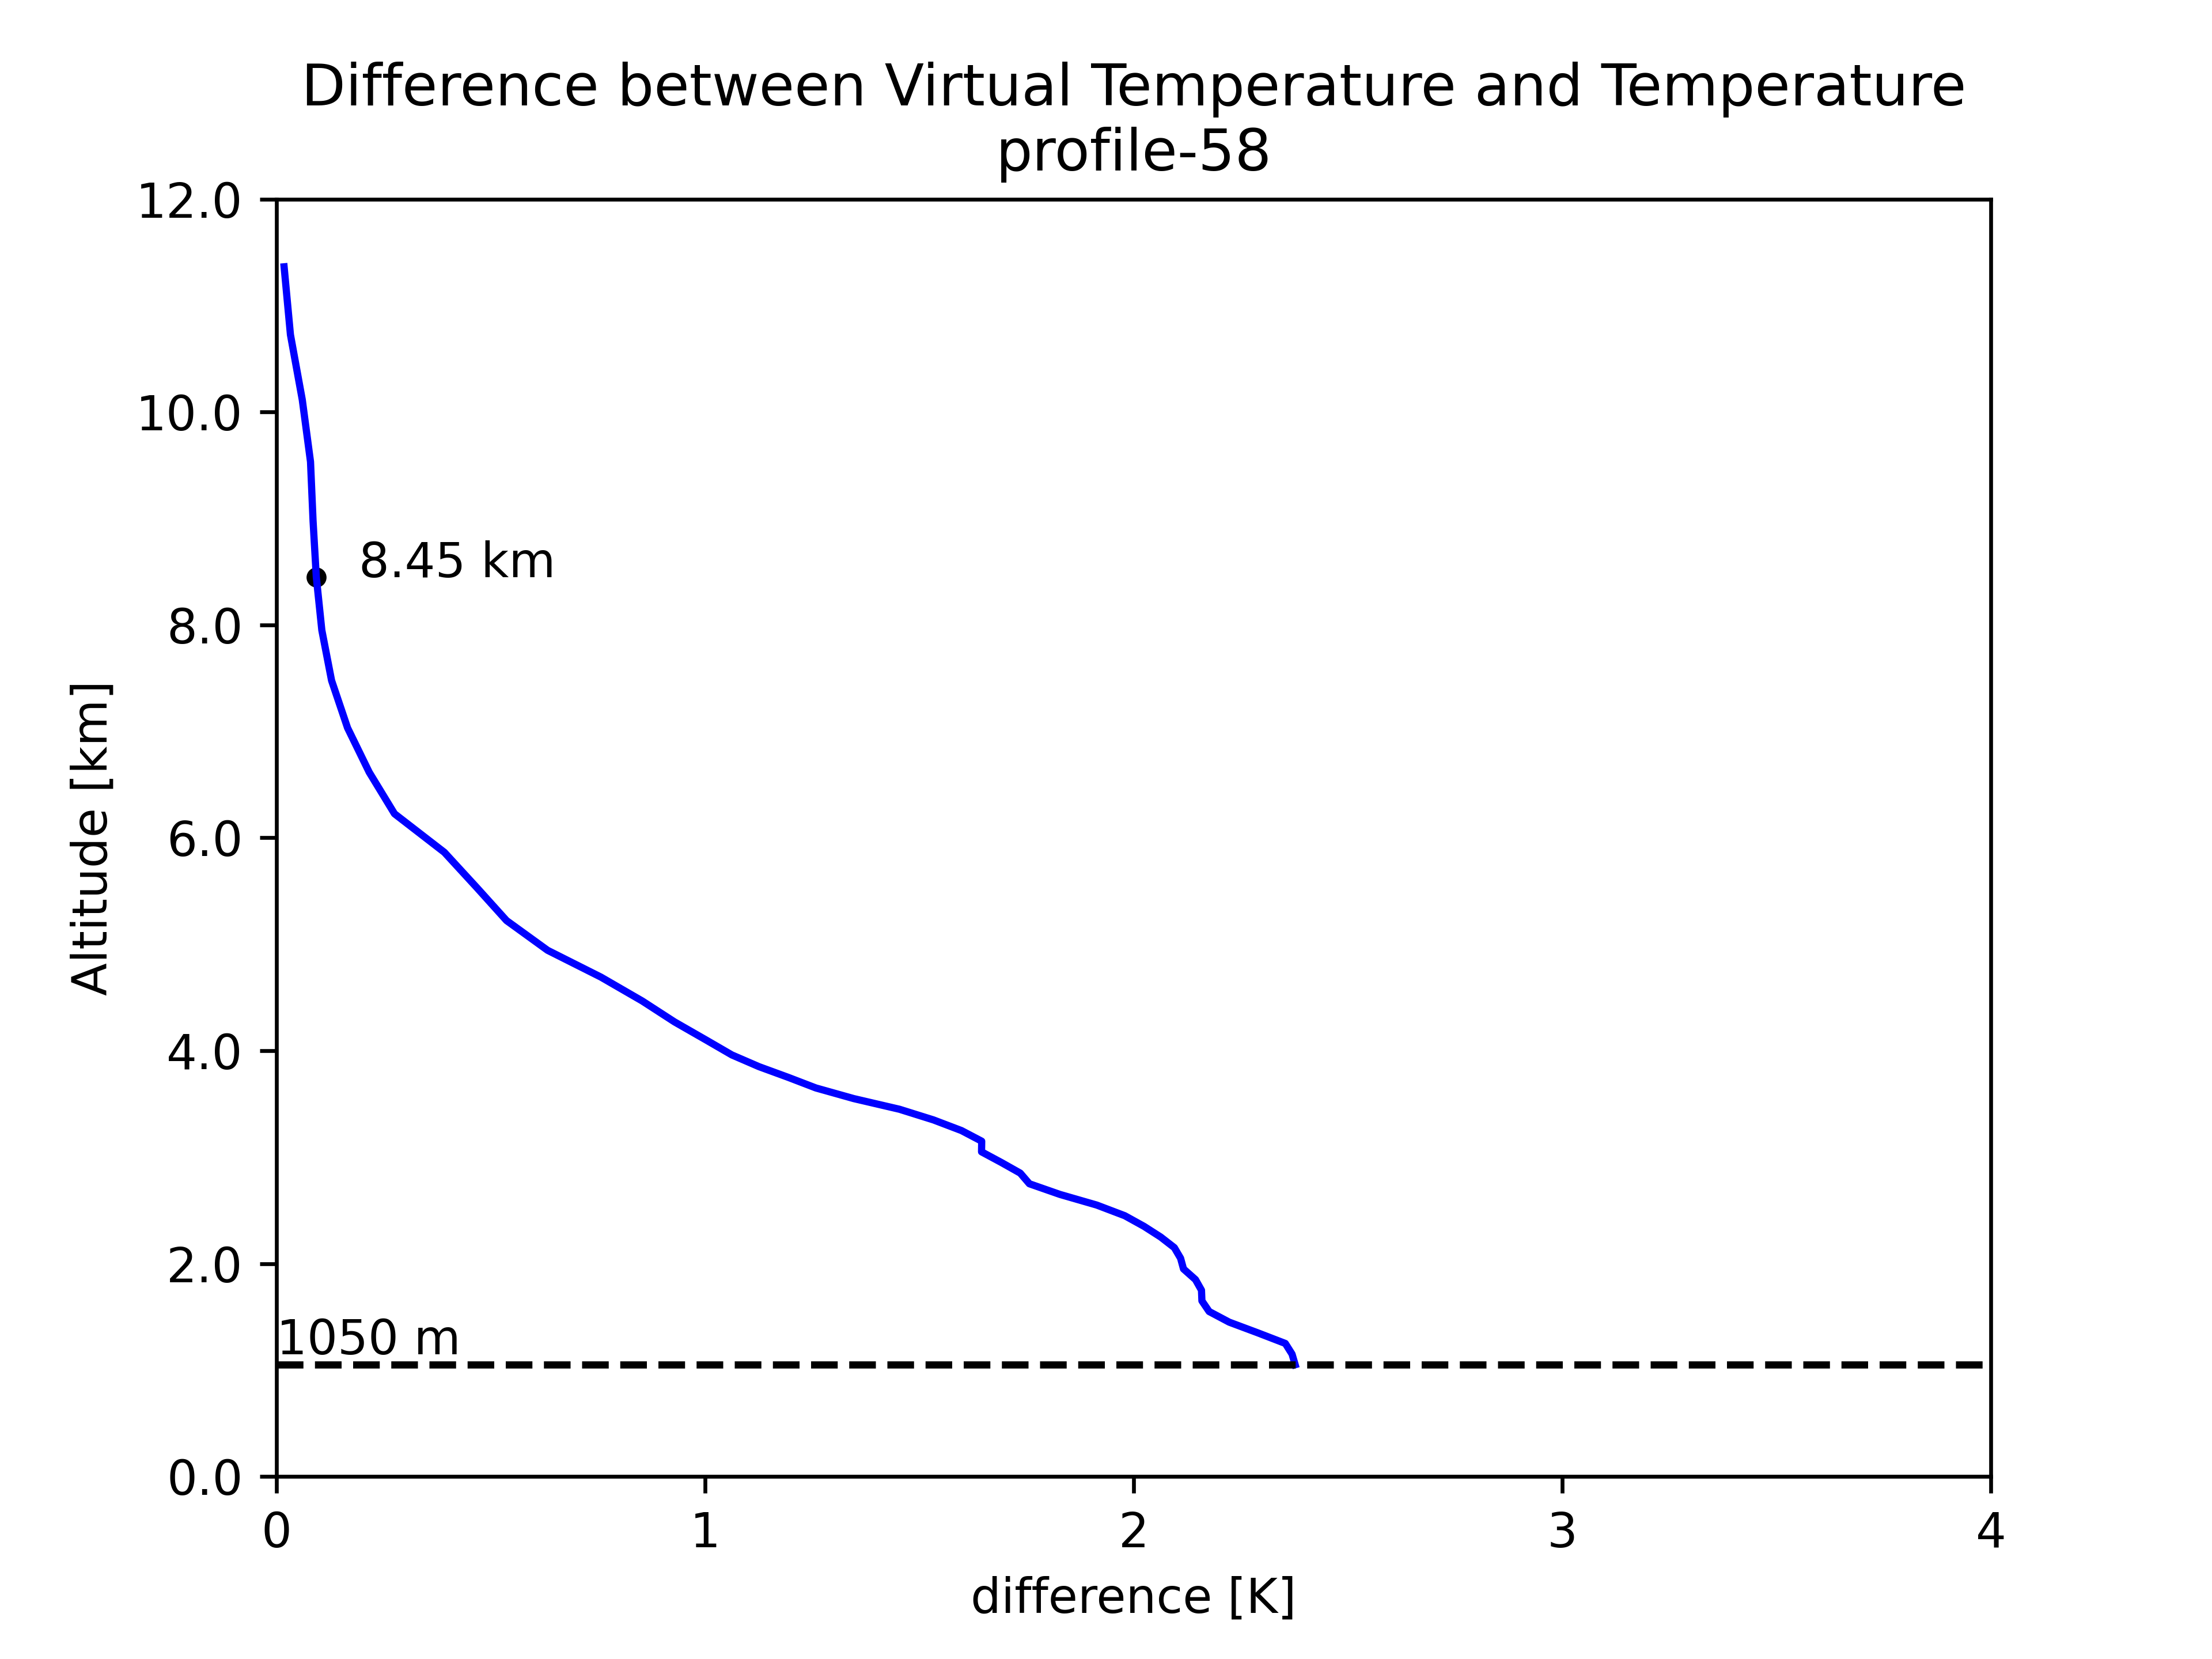 Difference between Virtual Temperature and Temperature
profile-58
12.0
10.0
8.0
6.0
4.0
2.0
0.0
Altitude [km]
8.45 km
1050 m
0 1 2 3 4
difference [K]